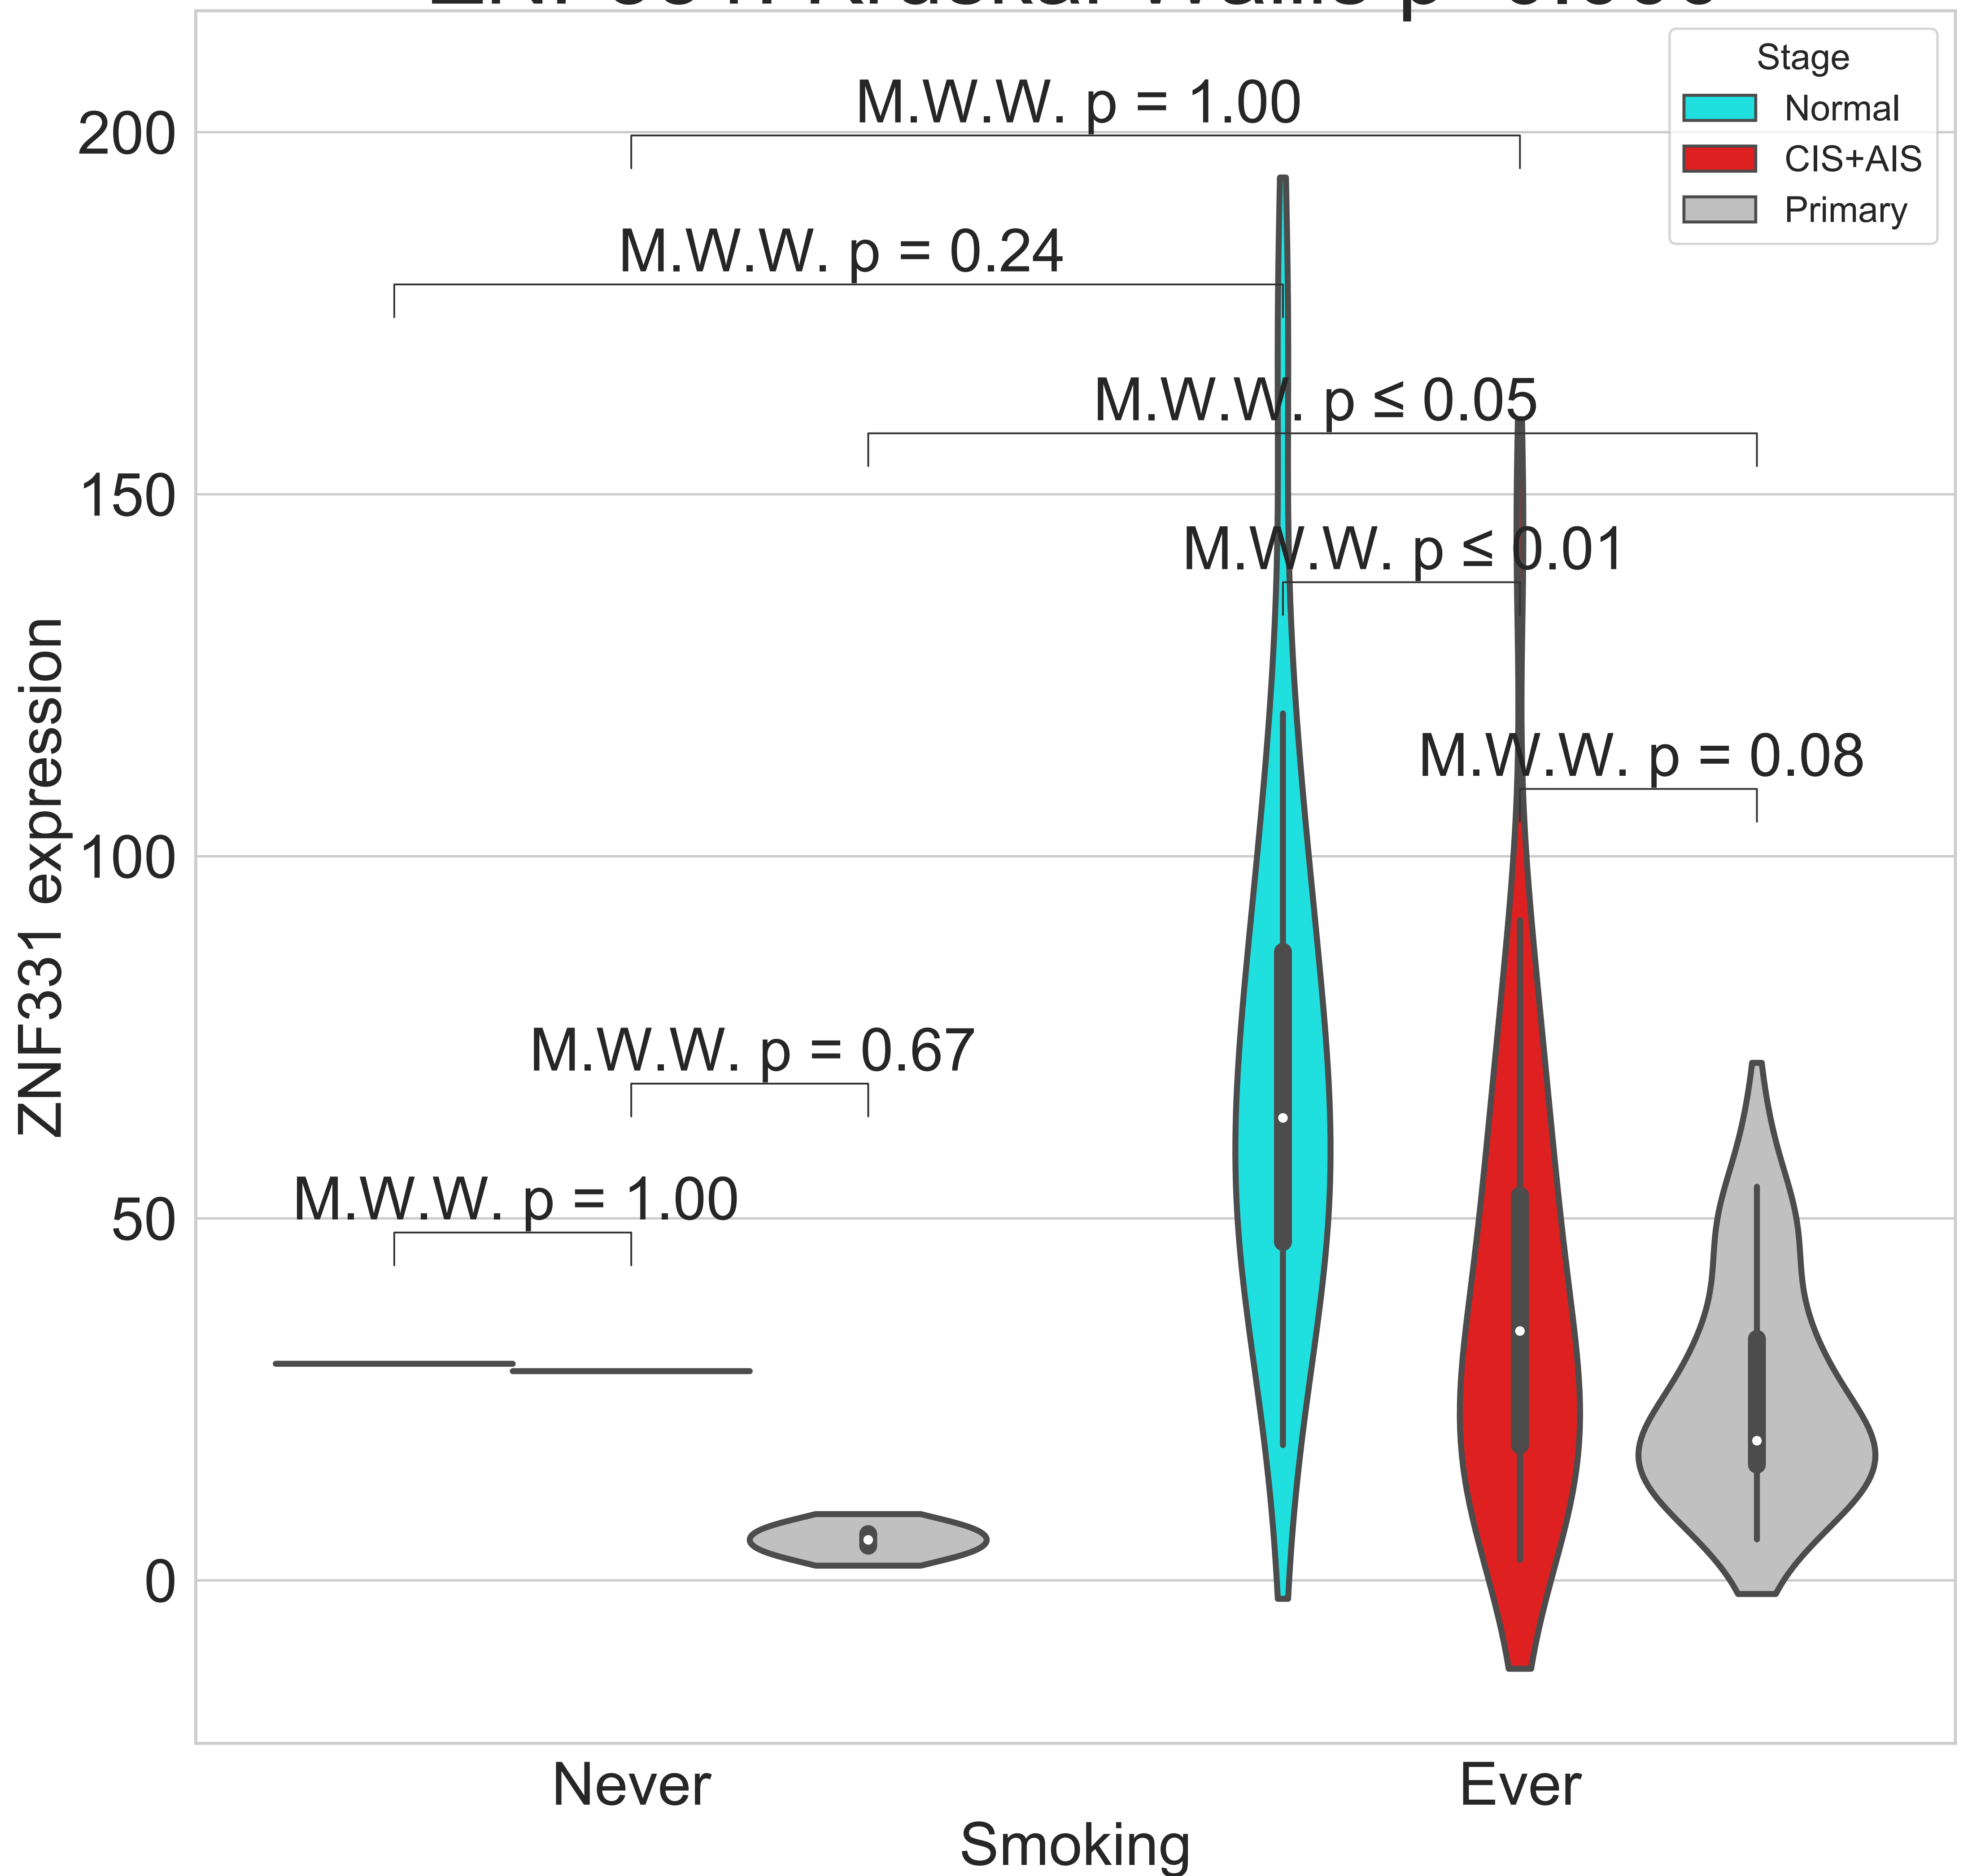 Stage
Normal
CIS+AIS
Primary
M.W.W. p = 1.00
M.W.W. p = 0.24
M.W.W. p ≤ 0.05
M.W.W. p ≤ 0.01
M.W.W. p = 0.08
M.W.W. p = 0.67
M.W.W. p = 1.00
200
150
100
50
0
ZNF331 expression
Never
Ever
Smoking